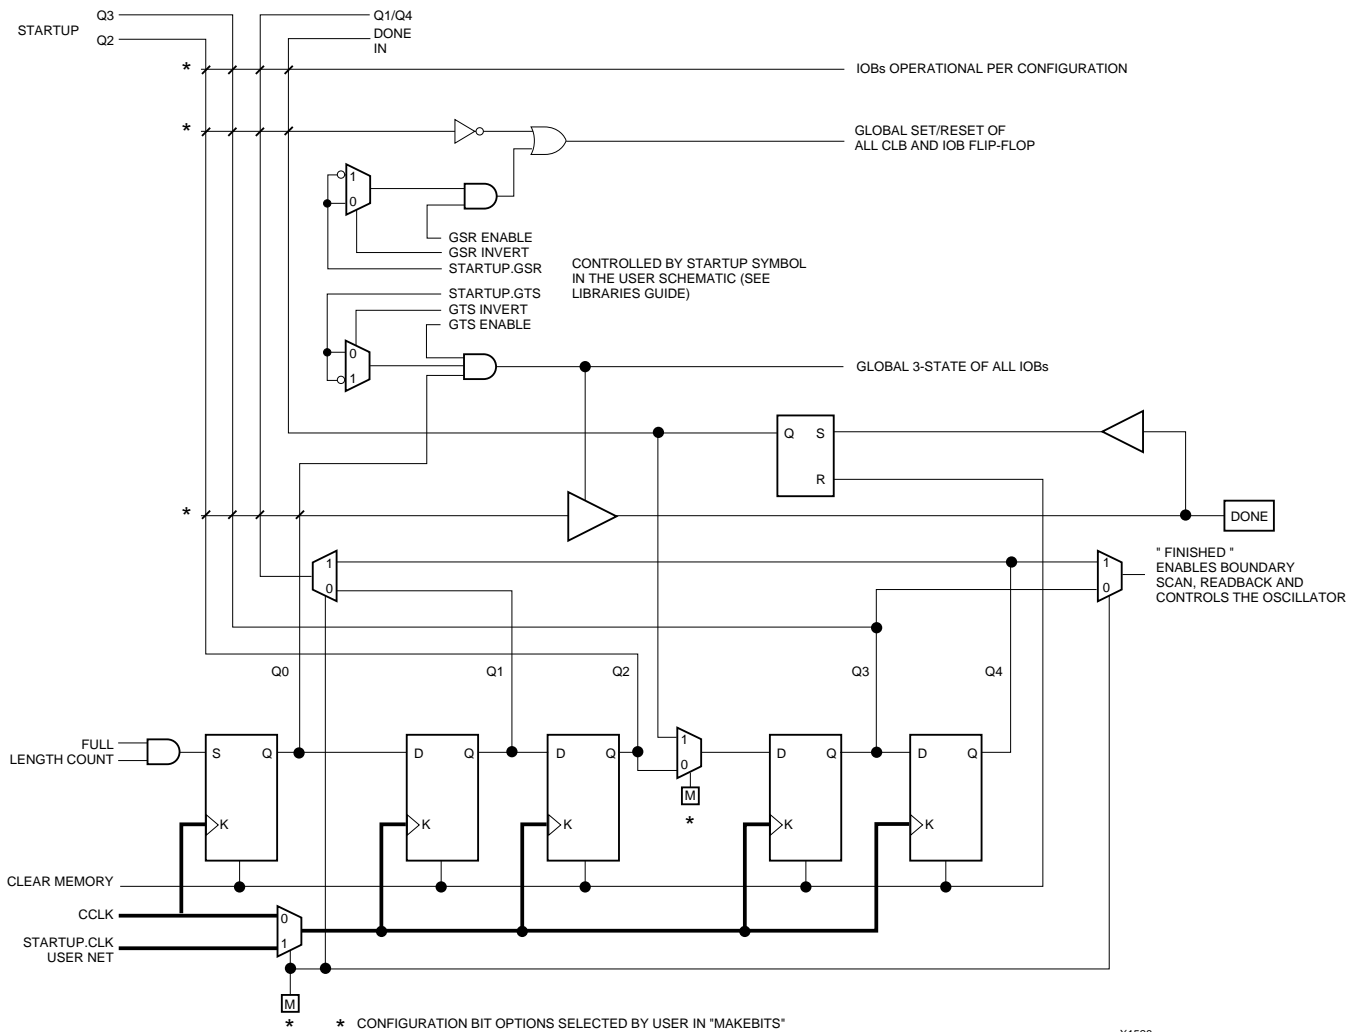 STARTUP
Q3
Q2
Q1/Q4
DONE
IN
*
IOBs OPERATIONAL PER CONFIGURATION
*
GLOBAL SET/RESET OF
ALL CLB AND IOB FLIP-FLOP
1
0
GSR ENABLE
GSR INVERT
STARTUP.GSR
CONTROLLED BY STARTUP SYMBOL
IN THE USER SCHEMATIC (SEE
LIBRARIES GUIDE)
STARTUP.GTS
GTS INVERT
GTS ENABLE
0
1
GLOBAL 3-STATE OF ALL IOBs
Q S
R
*
DONE
1
0
1
0
" FINISHED "
ENABLES BOUNDARY
SCAN, READBACK AND
CONTROLS THE OSCILLATOR
Q0
Q1
Q2
Q3
Q4
FULL
LENGTH COUNT
S Q
K
D Q
K
D Q
K
1
0
M
*
D Q
K
D Q
K
CLEAR MEMORY
CCLK
STARTUP.CLK
USER NET
0
1
M
*
* CONFIGURATION BIT OPTIONS SELECTED BY USER IN "MAKEBITS"